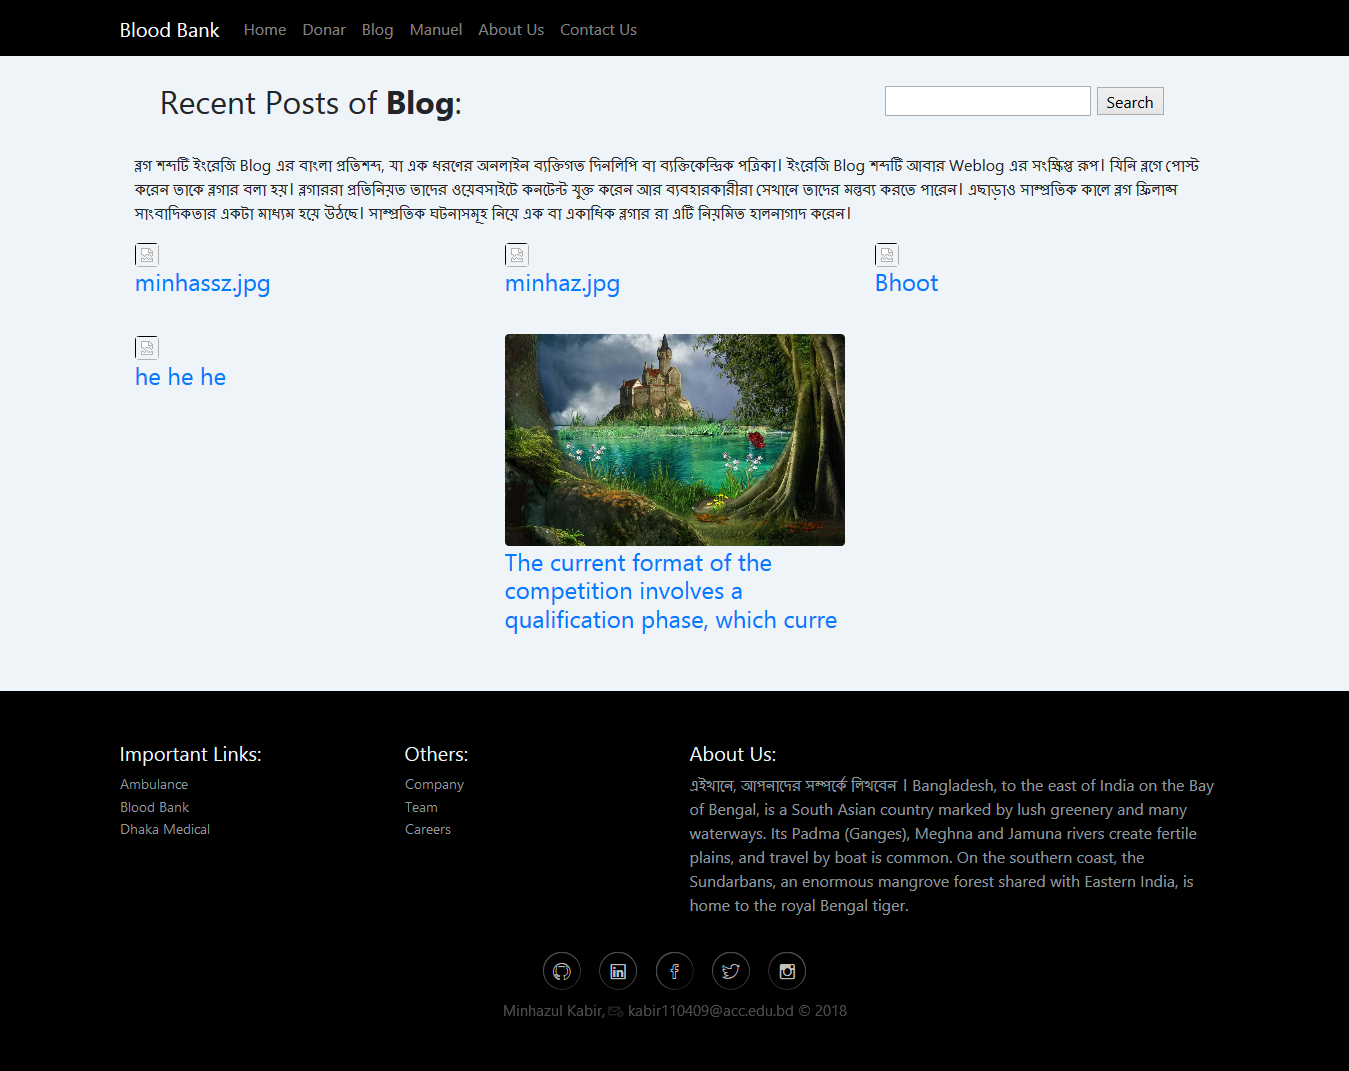 Blood Bank Home Donar Blog Manuel About Us Contact Us
Recent Posts of Blog:
Search
ব্লগ শব্দটি ইংরেজি Blog এর বাংলা প্রতিশব্দ, যা এক ধরণের অনলাইন ব্যক্তিগত দিনলিপি বা ব্যক্তিকেন্দ্রিক পত্রিকা। ইংরেজি Blog শব্দটি আবার Weblog এর সংক্ষিপ্ত রূপ। যিনি ব্লগে পোস্ট
করেন তাকে ব্লগার বলা হয়। ব্লগাররা প্রতিনিয়ত তাদের ওয়েবসাইটে কনটেন্ট যুক্ত করেন আর ব্যবহারকারীরা সেখানে তাদের মন্তব্য করতে পারেন। এছাড়াও সাম্প্রতিক কালে ব্লগ ফ্রিলান্স
সাংবাদিকতার একটা মাধ্যম হয়ে উঠছে। সাম্প্রতিক ঘটনাসমূহ নিয়ে এক বা একাধিক ব্লগার রা এটি নিয়মিত হালনাগাদ করেন।
minhassz.jpg
minhaz.jpg
Bhoot
he he he
The current format of the
competition involves a
qualification phase, which curre
Important Links:
Ambulance
Blood Bank
Dhaka Medical
Others:
Company
Team
Careers
About Us:
এইখানে, আপনাদের সম্পর্কে লিখবেন । Bangladesh, to the east of India on the Bay
of Bengal, is a South Asian country marked by lush greenery and many
waterways. Its Padma (Ganges), Meghna and Jamuna rivers create fertile
plains, and travel by boat is common. On the southern coast, the
Sundarbans, an enormous mangrove forest shared with Eastern India, is
home to the royal Bengal tiger.
Minhazul Kabir, kabir110409@acc.edu.bd © 2018